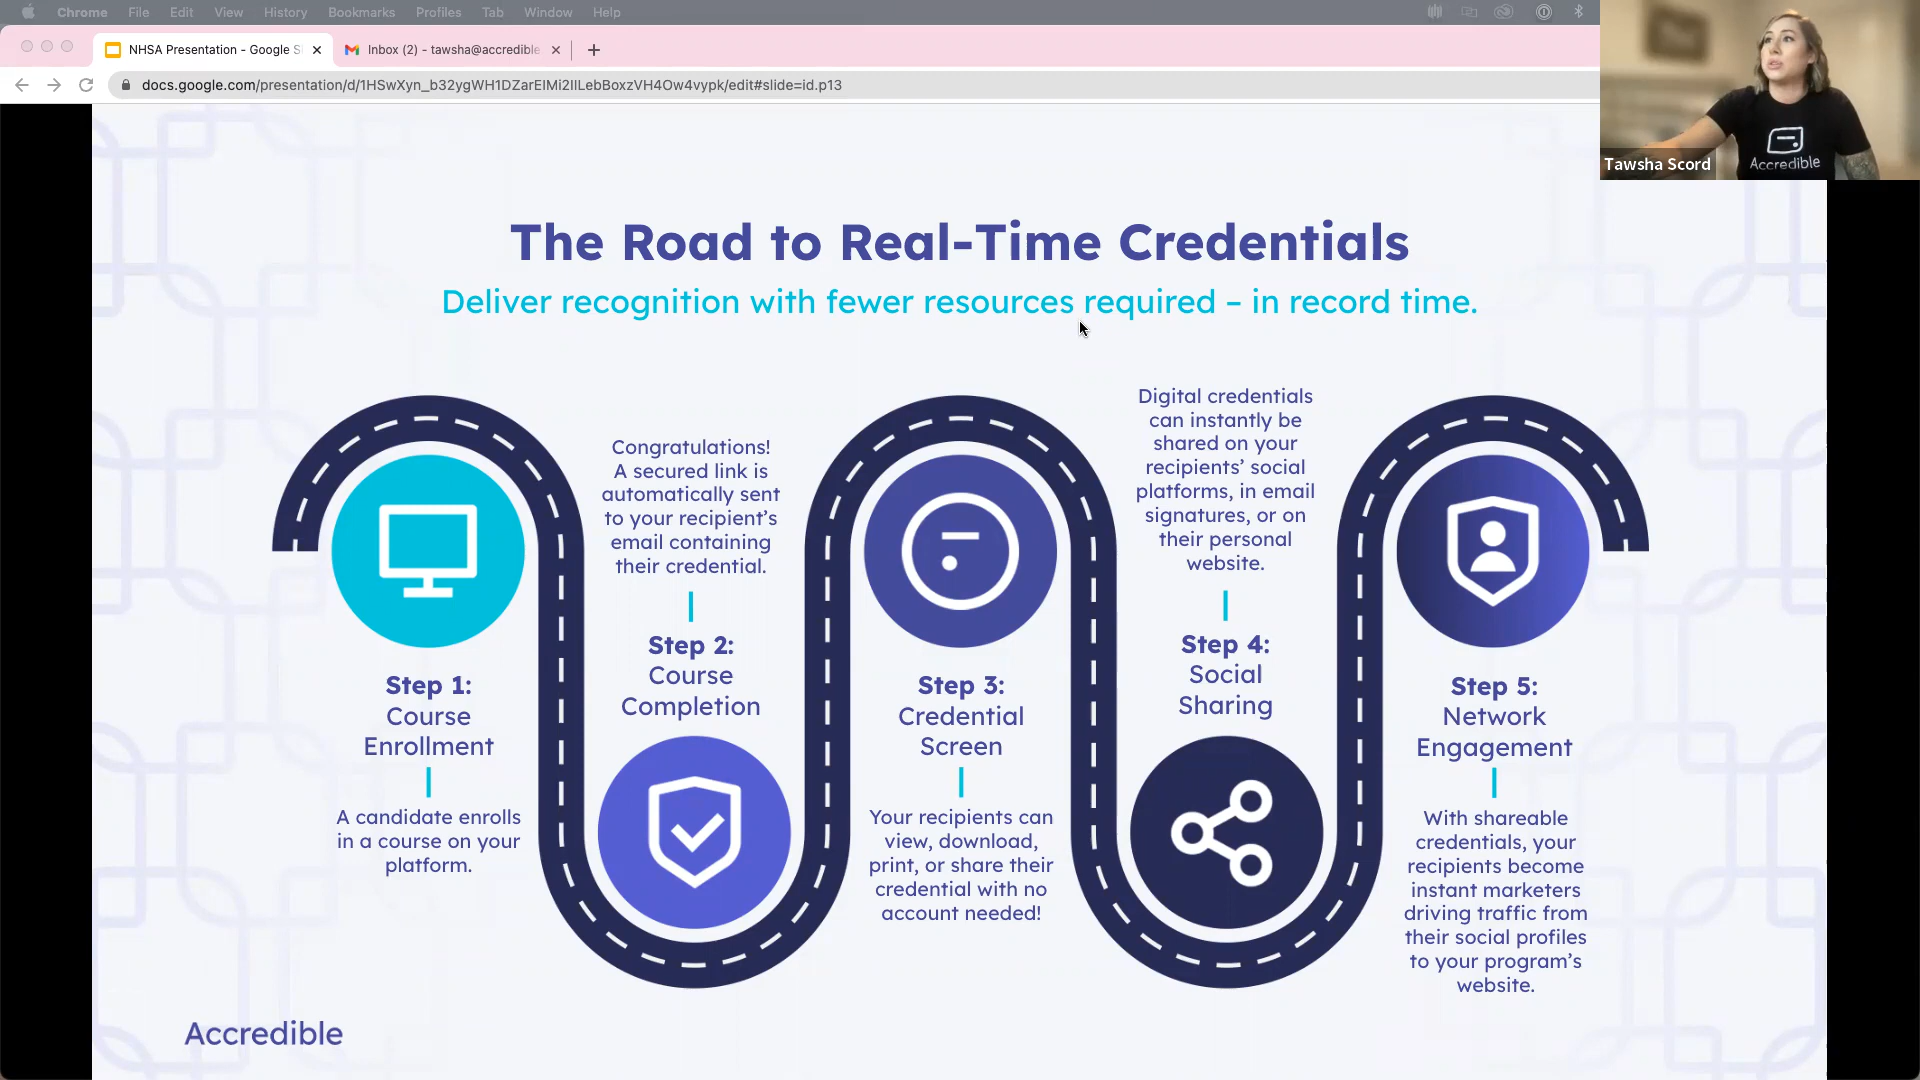 Chrome File Edit View History Bookmarks Profiles Tab Window Help
NHSA Presentation - Google S
Inbox (2) - tawsha@accredible
docs.google.com/presentation/d/1HSwXyn_b32ygWH1DZarEIMi2IlLebBoxzVH4Ow4vypk/edit#slide=id.p13
Accredible
Tawsha Scord
The Road to Real-Time Credentials
Deliver recognition with fewer resources required – in record time.
Step 1:
Course
Enrollment
A candidate enrolls
in a course on your
platform.
Congratulations!
A secured link is
automatically sent
to your recipient’s
email containing
their credential.
Step 2:
Course
Completion
Step 3:
Credential
Screen
Your recipients can
view, download,
print, or share their
credential with no
account needed!
Digital credentials
can instantly be
shared on your
recipients’ social
platforms, in email
signatures, or on
their personal
website.
Step 4:
Social
Sharing
Step 5:
Network
Engagement
With shareable
credentials, your
recipients become
instant marketers
driving traffic from
their social profiles
to your program’s
website.
Accredible